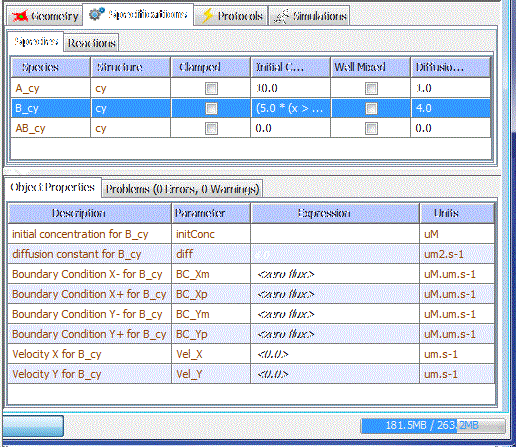 Geometry Specifications Protocols Simulations
Species Reactions
Species Structure Clamped Initial C... Well Mixed Diffusio...
A_cy cy 10.0 1.0
B_cy cy (5.0 * (x > ... 4.0
AB_cy cy 0.0 0.0
Object Properties Problems (0 Errors, 0 Warnings)
Description Parameter Expression Units
initial concentration for B_cy initConc uM
diffusion constant for B_cy diff um2.s-1
Boundary Condition X- for B_cy BC_Xm <zero flux> uM.um.s-1
Boundary Condition X+ for B_cy BC_Xp <zero flux> uM.um.s-1
Boundary Condition Y- for B_cy BC_Ym <zero flux> uM.um.s-1
Boundary Condition Y+ for B_cy BC_Yp <zero flux> uM.um.s-1
Velocity X for B_cy Vel_X <0.0> um.s-1
Velocity Y for B_cy Vel_Y <0.0> um.s-1
181.5MB / 263.2MB